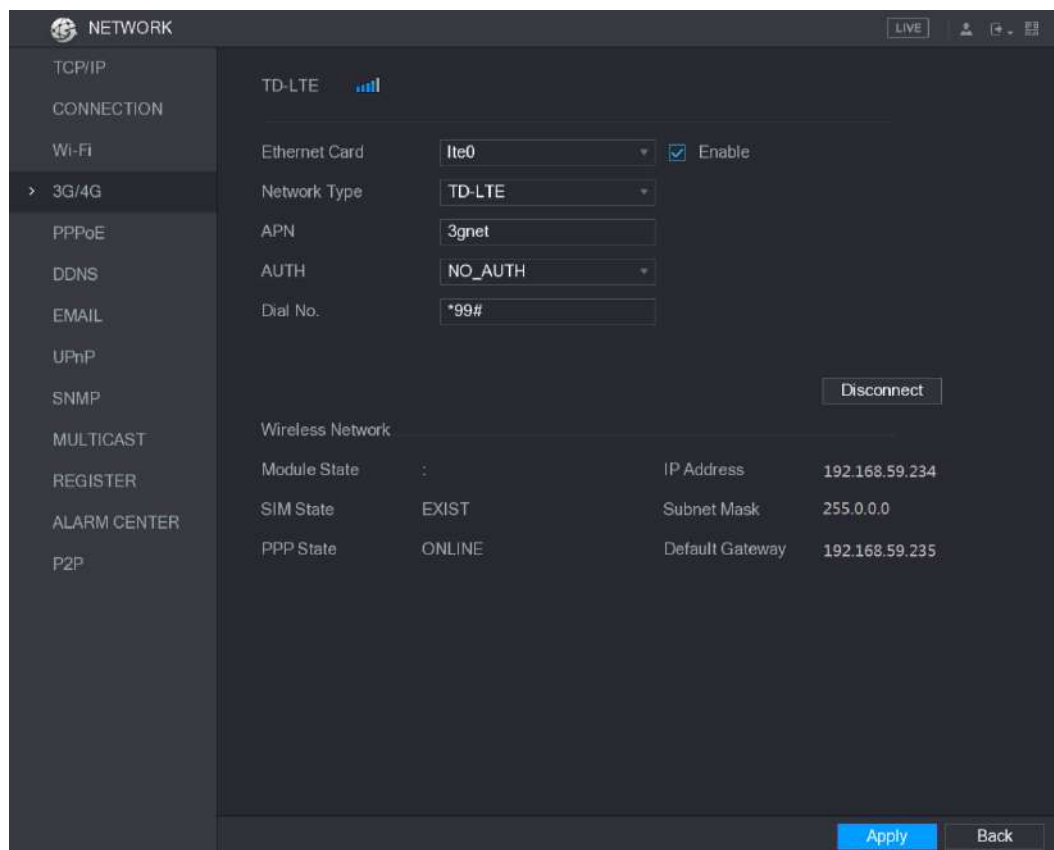 NETWORK
LIVE
TCP/IP
CONNECTION
Wi-Fi
> 3G/4G
PPPoE
DDNS
EMAIL
UPnP
SNMP
MULTICAST
REGISTER
ALARM CENTER
P2P
TD-LTE
Ethernet Card lte0 Enable
Network Type TD-LTE
APN 3gnet
AUTH NO_AUTH
Dial No. *99#
Disconnect
Wireless Network
Module State : IP Address 192.168.59.234
SIM State EXIST Subnet Mask 255.0.0.0
PPP State ONLINE Default Gateway 192.168.59.235
Apply Back